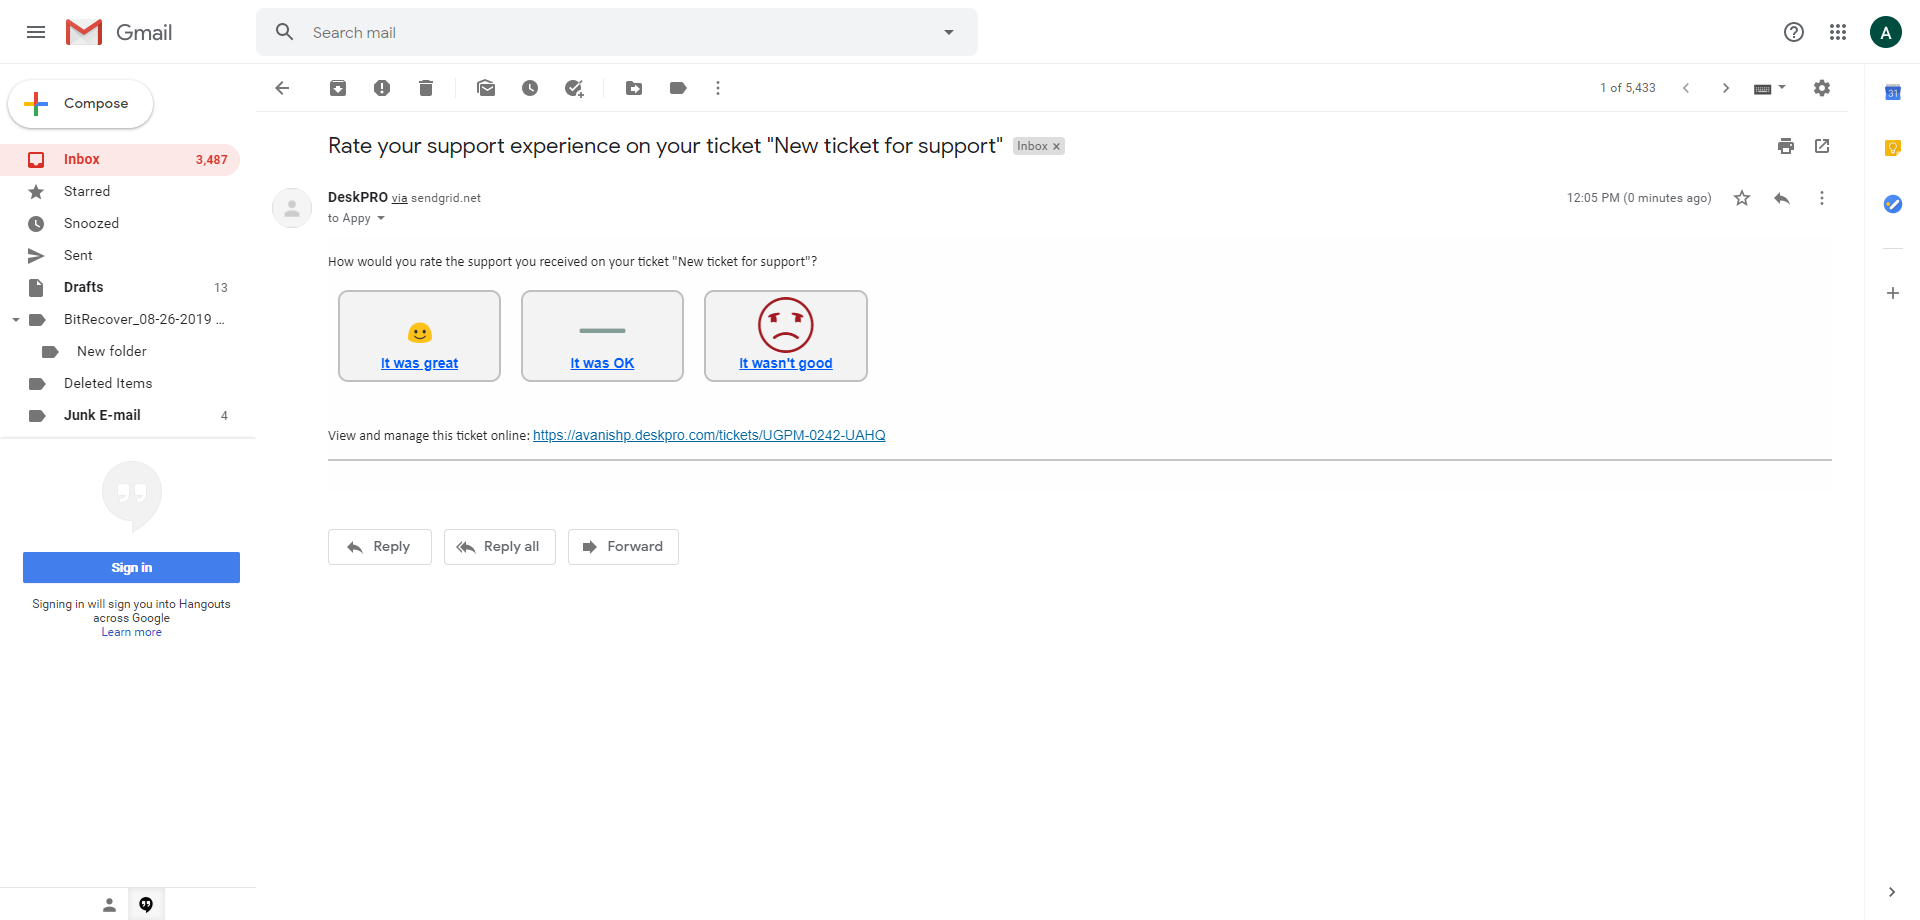 Gmail
Search mail
A
Compose
1 of 5,433
31
Inbox 3,487
Starred
Snoozed
Sent
Drafts 13
BitRecover_08-26-2019 ...
New folder
Deleted Items
Junk E-mail 4
Sign in
Signing in will sign you into Hangouts
across Google
Learn more
Rate your support experience on your ticket "New ticket for support" Inbox x
DeskPRO via sendgrid.net 12:05 PM (0 minutes ago)
to Appy
How would you rate the support you received on your ticket "New ticket for support"?
It was great It was OK It wasn't good
View and manage this ticket online: https://avanishp.deskpro.com/tickets/UGPM-0242-UAHQ
Reply Reply all Forward